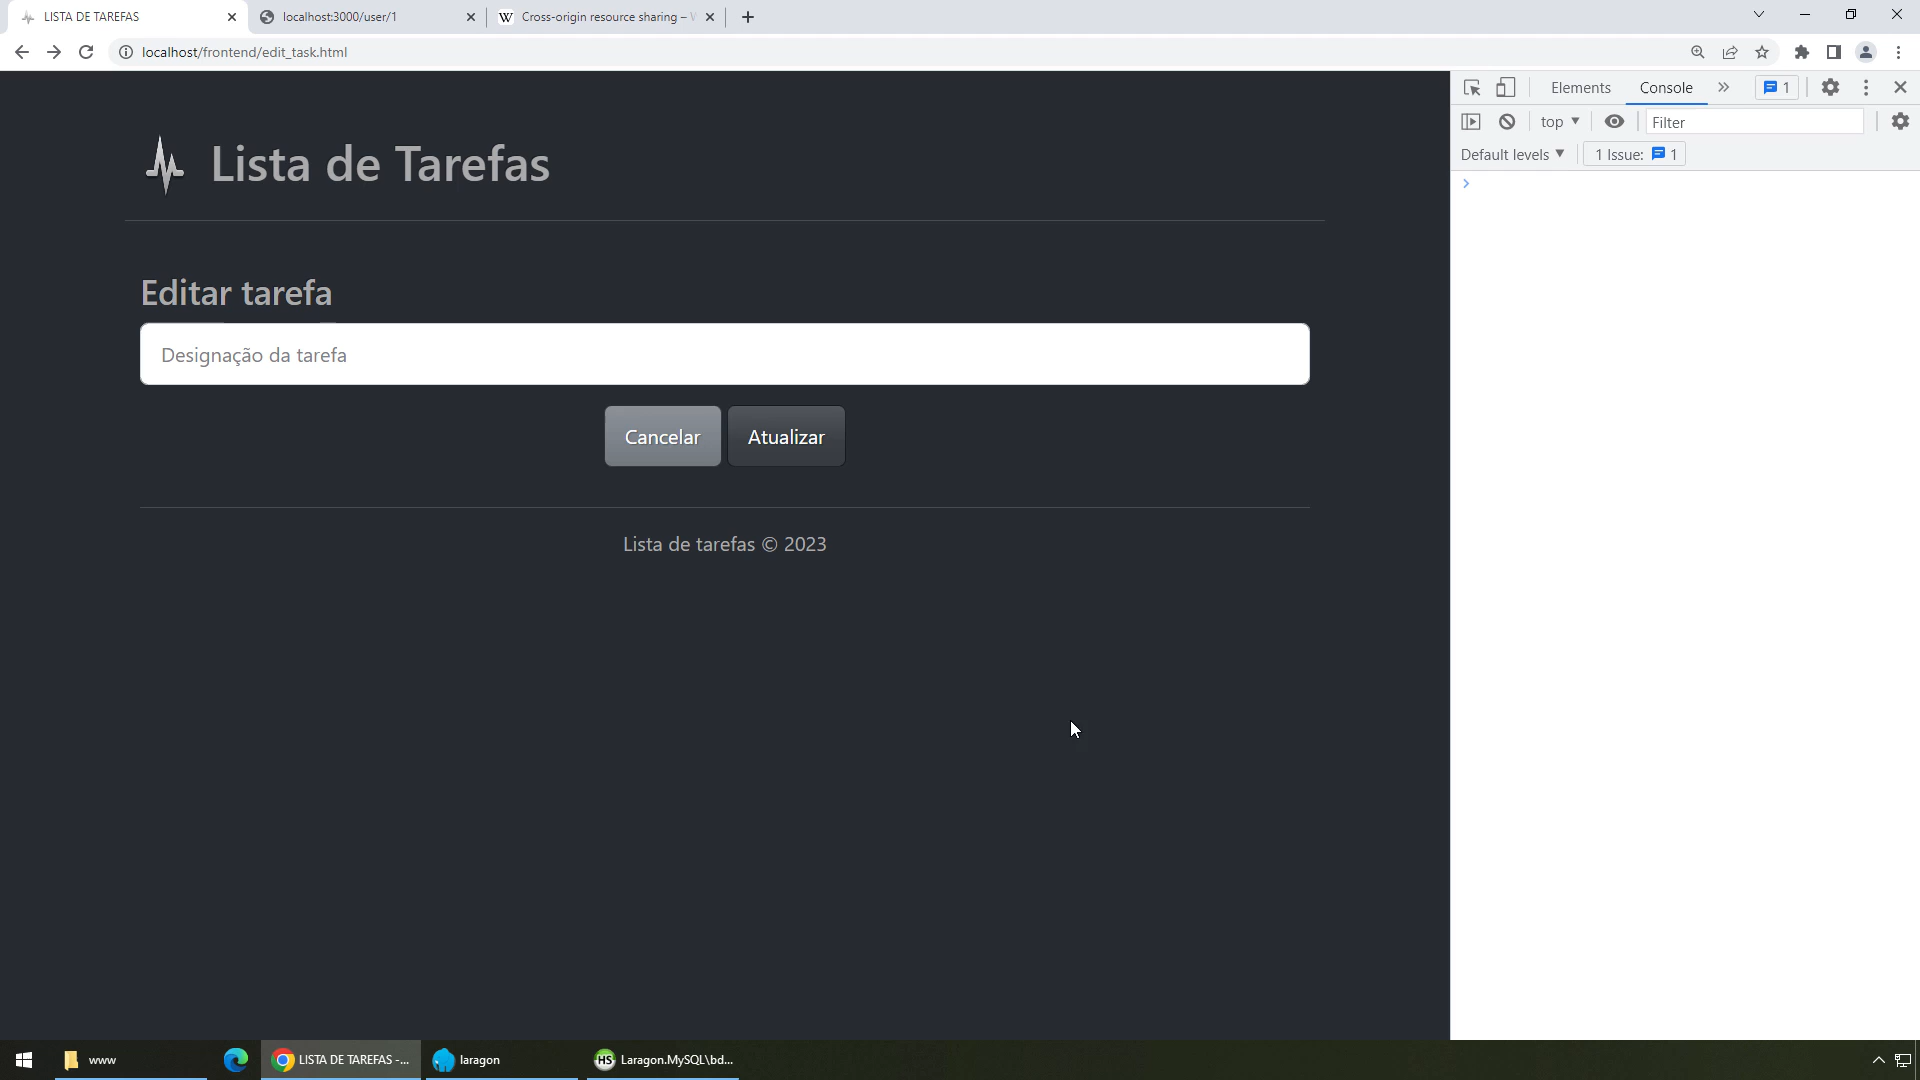 LISTA DE TAREFAS
localhost:3000/user/1
Cross-origin resource sharing –
localhost/frontend/edit_task.html
Elements
Console
1
top
Filter
Default levels
1 Issue:
1
Lista de Tarefas
Editar tarefa
Designação da tarefa
Cancelar
Atualizar
Lista de tarefas © 2023
www
LISTA DE TAREFAS -...
laragon
HS
Laragon.MySQL\bd...